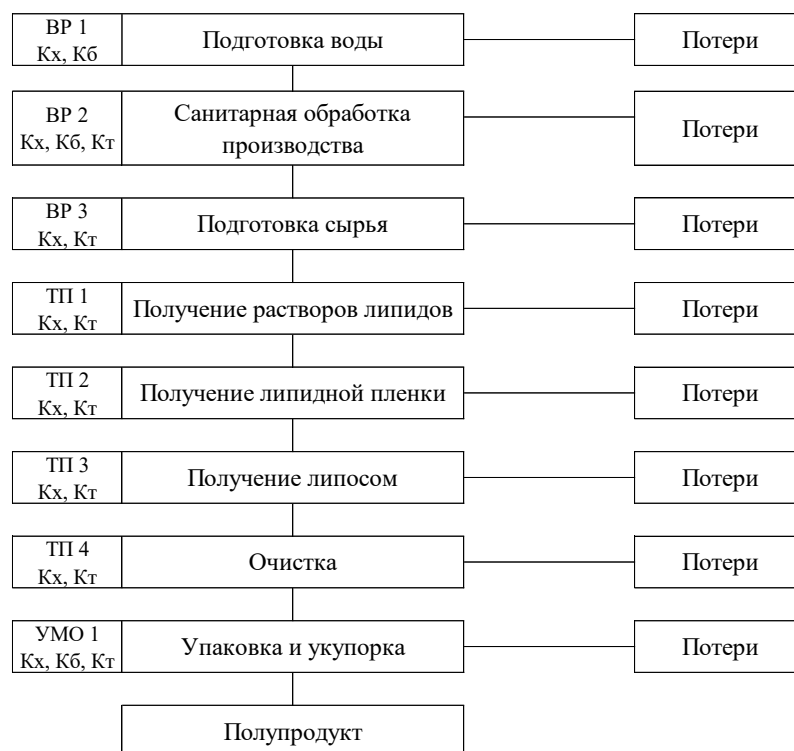 ВР 1
Кх, Кб
Подготовка воды
Потери
ВР 2
Кх, Кб, Кт
Санитарная обработка
производства
Потери
ВР 3
Кх, Кт
Подготовка сырья
Потери
ТП 1
Кх, Кт
Получение растворов липидов
Потери
ТП 2
Кх, Кт
Получение липидной пленки
Потери
ТП 3
Кх, Кт
Получение липосом
Потери
ТП 4
Кх, Кт
Очистка
Потери
УМО 1
Кх, Кб, Кт
Упаковка и укупорка
Потери
Полупродукт